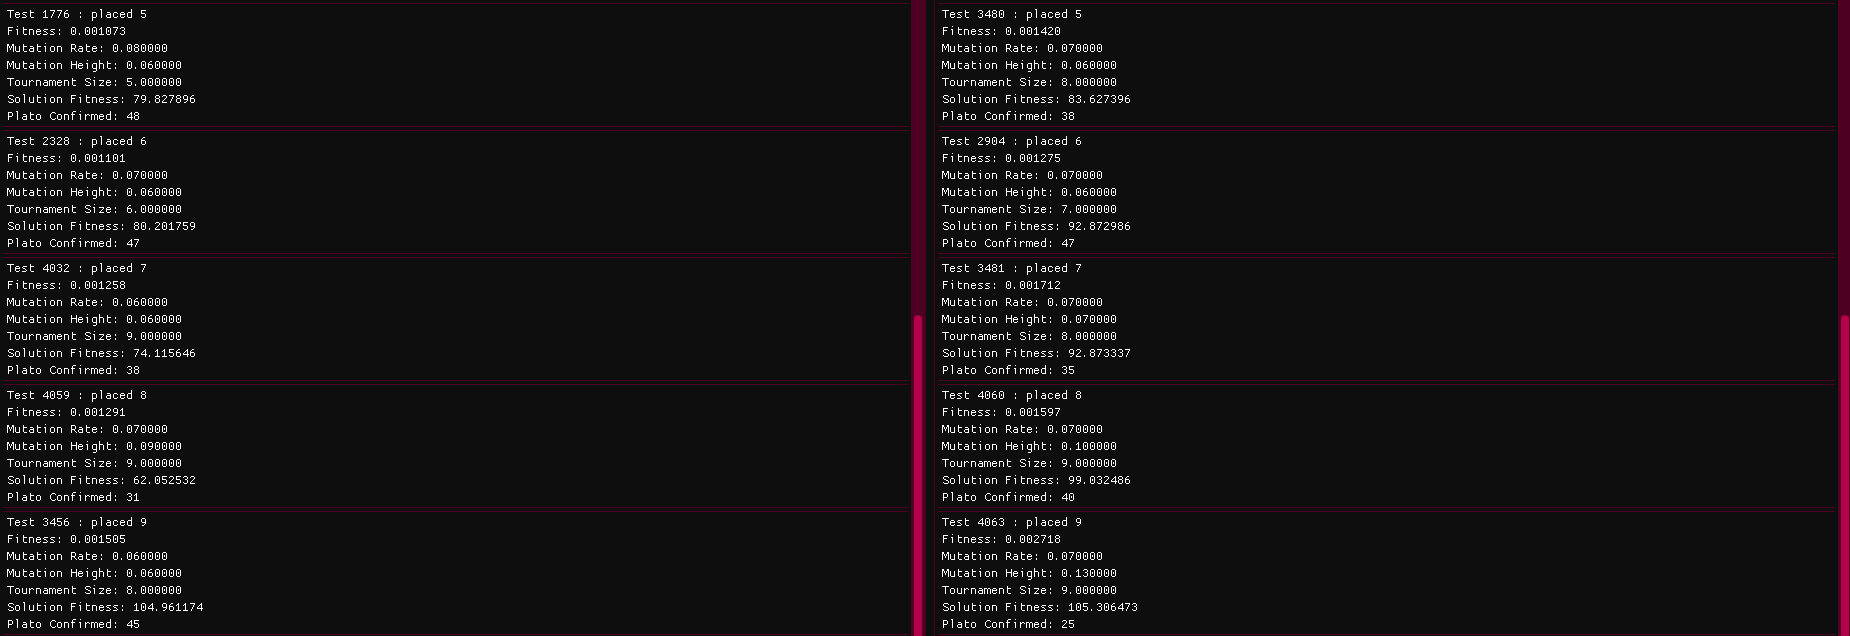 Test 1776 : placed 5
Fitness: 0.001073
Mutation Rate: 0.080000
Mutation Height: 0.060000
Tournament Size: 5.000000
Solution Fitness: 79.827896
Plato Confirmed: 48
Test 2328 : placed 6
Fitness: 0.001101
Mutation Rate: 0.070000
Mutation Height: 0.060000
Tournament Size: 6.000000
Solution Fitness: 80.201759
Plato Confirmed: 47
Test 4032 : placed 7
Fitness: 0.001258
Mutation Rate: 0.060000
Mutation Height: 0.060000
Tournament Size: 9.000000
Solution Fitness: 74.115646
Plato Confirmed: 38
Test 4059 : placed 8
Fitness: 0.001291
Mutation Rate: 0.070000
Mutation Height: 0.090000
Tournament Size: 9.000000
Solution Fitness: 62.052532
Plato Confirmed: 31
Test 3456 : placed 9
Fitness: 0.001505
Mutation Rate: 0.060000
Mutation Height: 0.060000
Tournament Size: 8.000000
Solution Fitness: 104.961174
Plato Confirmed: 45
Test 3480 : placed 5
Fitness: 0.001420
Mutation Rate: 0.070000
Mutation Height: 0.060000
Tournament Size: 8.000000
Solution Fitness: 83.627396
Plato Confirmed: 38
Test 2904 : placed 6
Fitness: 0.001275
Mutation Rate: 0.070000
Mutation Height: 0.060000
Tournament Size: 7.000000
Solution Fitness: 92.872986
Plato Confirmed: 47
Test 3481 : placed 7
Fitness: 0.001712
Mutation Rate: 0.070000
Mutation Height: 0.070000
Tournament Size: 8.000000
Solution Fitness: 92.873337
Plato Confirmed: 35
Test 4060 : placed 8
Fitness: 0.001597
Mutation Rate: 0.070000
Mutation Height: 0.100000
Tournament Size: 9.000000
Solution Fitness: 99.032486
Plato Confirmed: 40
Test 4063 : placed 9
Fitness: 0.002718
Mutation Rate: 0.070000
Mutation Height: 0.130000
Tournament Size: 9.000000
Solution Fitness: 105.306473
Plato Confirmed: 25